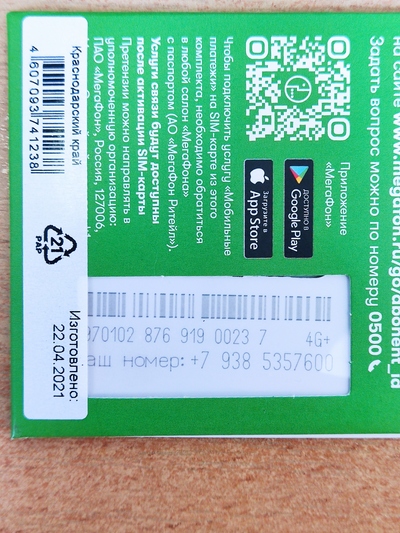 на сайте www.megafon.ru/go/abonent_id
Задать вопрос можно по номеру 0500
Приложение
«МегаФон»
ДОСТУПНО В
Google Play
Загрузите в
App Store
Чтобы подключить услугу «Мобильные
платежи» на SIM-карте из этого
комплекта, необходимо обратиться
в любой салон «МегаФона»
с паспортом (АО «МегаФон Ритейл»).
Услуги связи будут доступны
после активации SIM-карты
Претензии можно направлять в
уполномоченную организацию:
ПАО «МегаФон», Россия, 127006,
Краснодарский край
4 607093 741238
21
PAP
Изготовлено:
22.04.2021
970102 876 919 0023 7 4G+
аш номер:+7 938 5357600